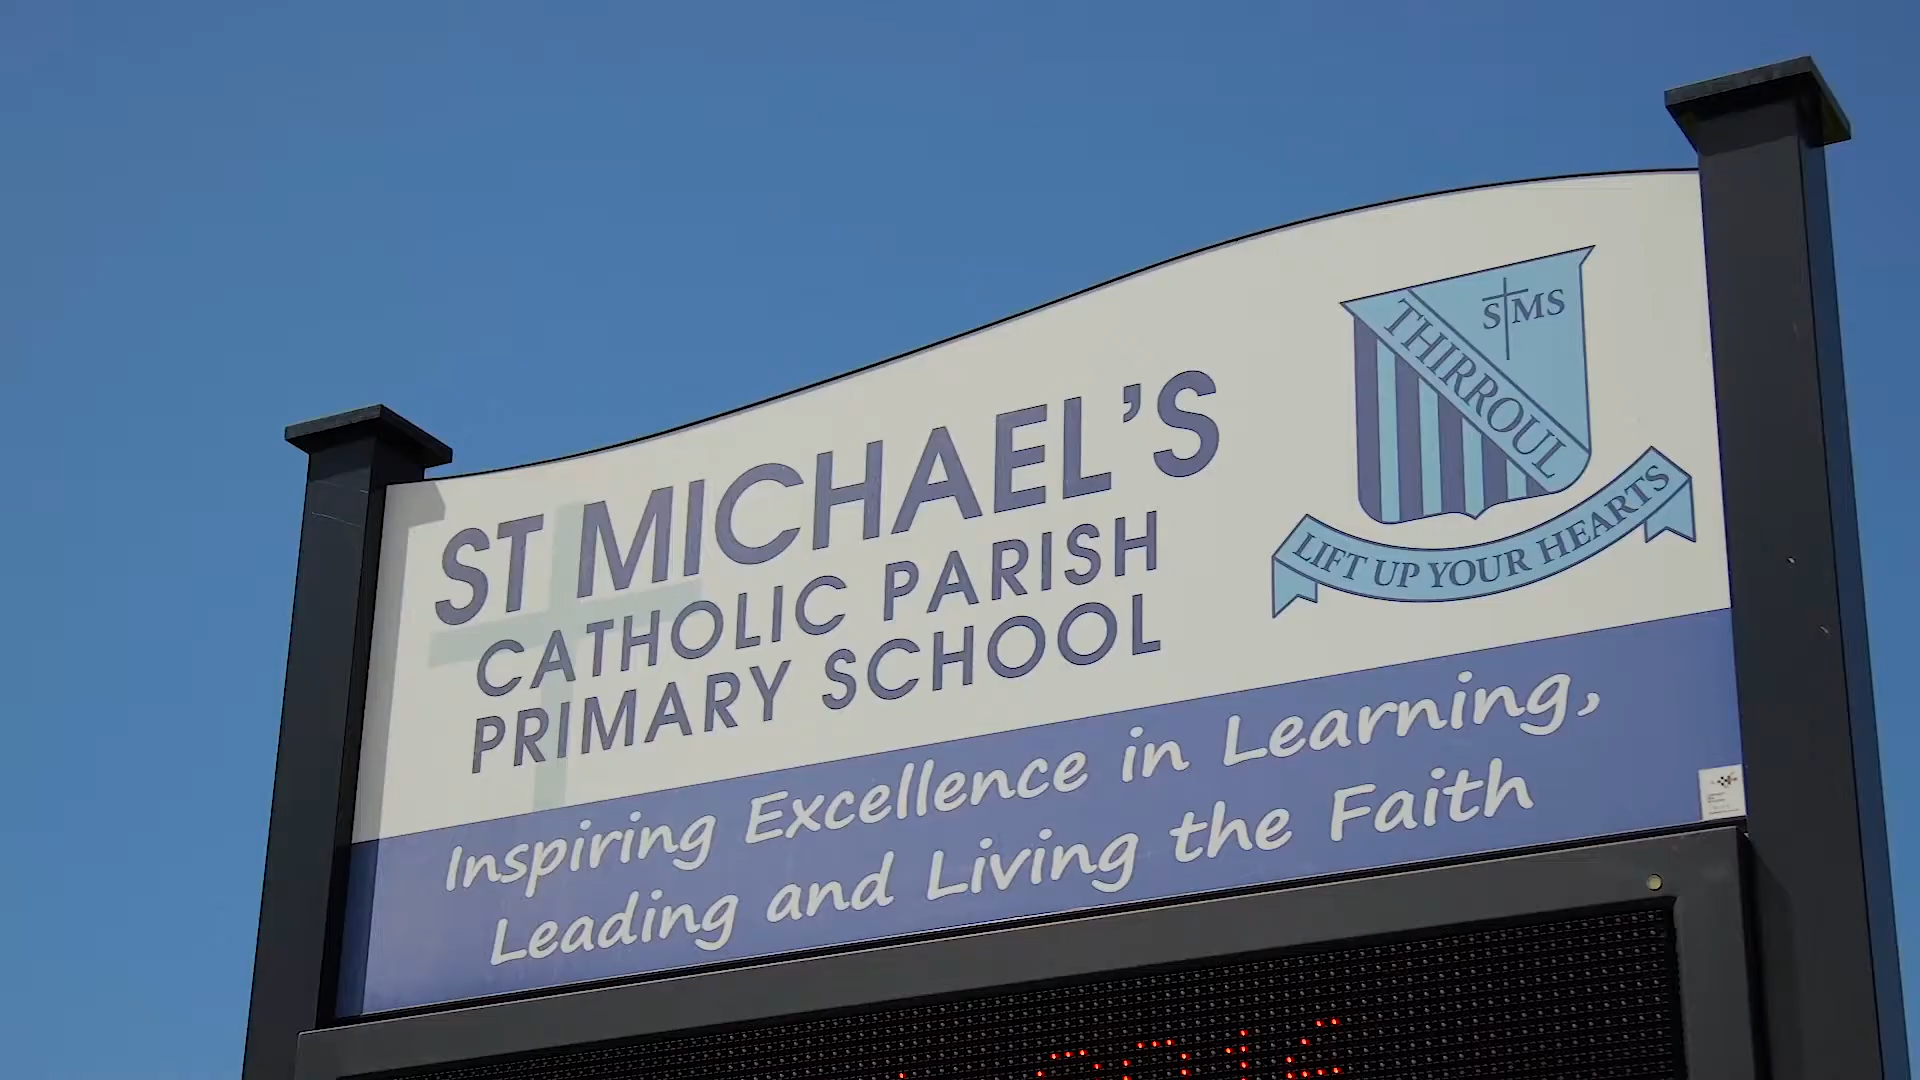 ST MICHAEL'S
CATHOLIC PARISH
PRIMARY SCHOOL
STMS
THIRROUL
LIFT UP YOUR HEARTS
Inspiring Excellence in Learning,
Leading and Living the Faith